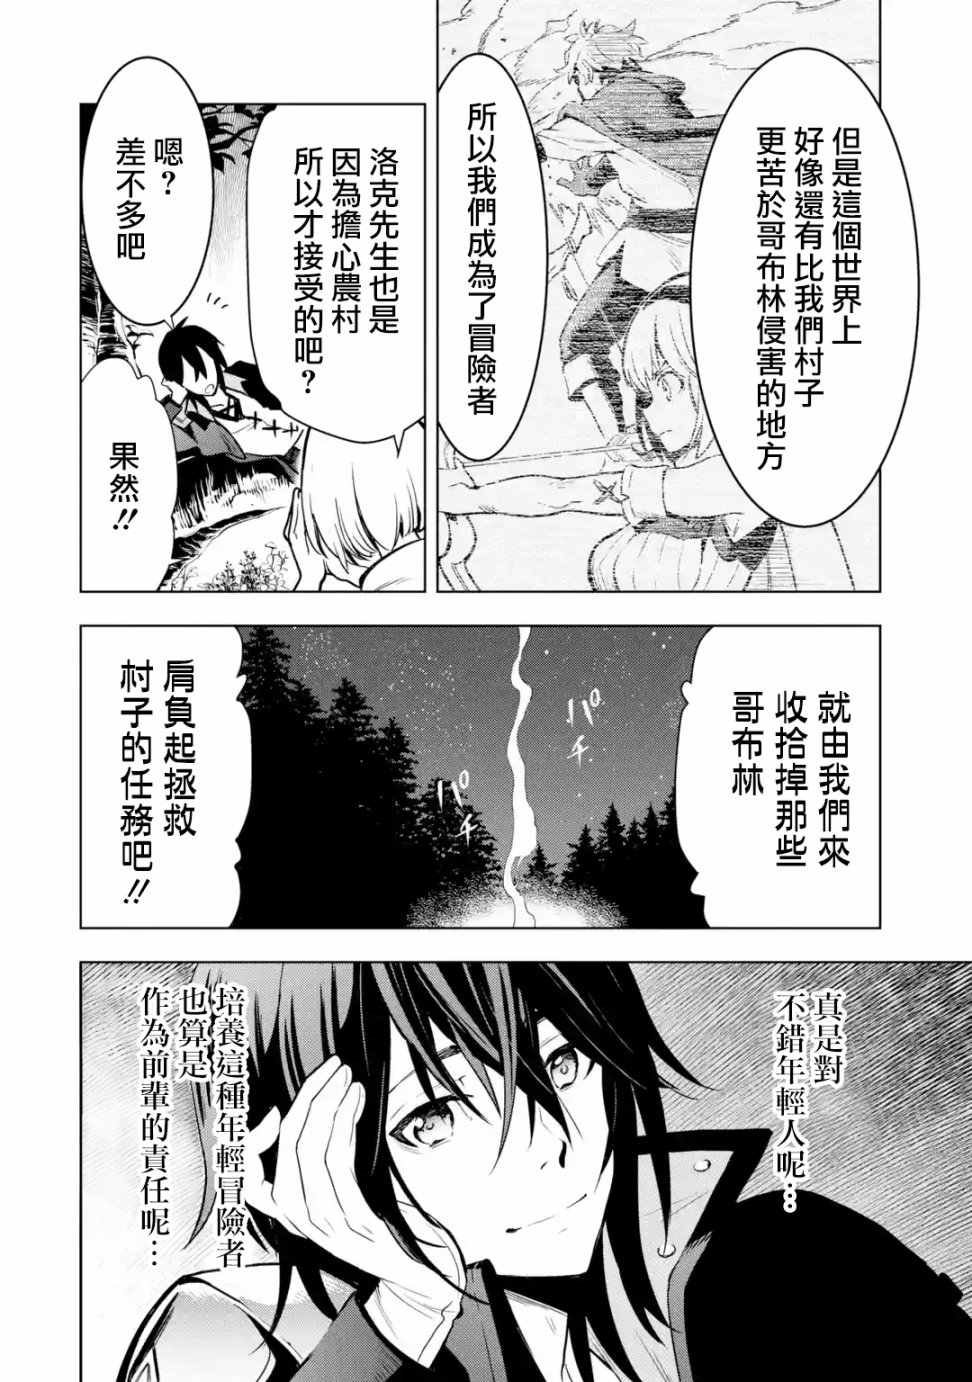 但是這個世界上
好像還有比我們村子
更苦於哥布林侵害的地方
所以我們成為了冒險者
洛克先生也是
因為擔心農村
所以才接受的吧?
嗯?
差不多吧
果然!!
就由我們來
收拾掉那些
哥布林
パチ
パチ
肩負起拯救
村子的任務吧!!
真是對
不錯年輕人呢…
培養這種年輕冒險者
也算是
作為前輩的責任呢…